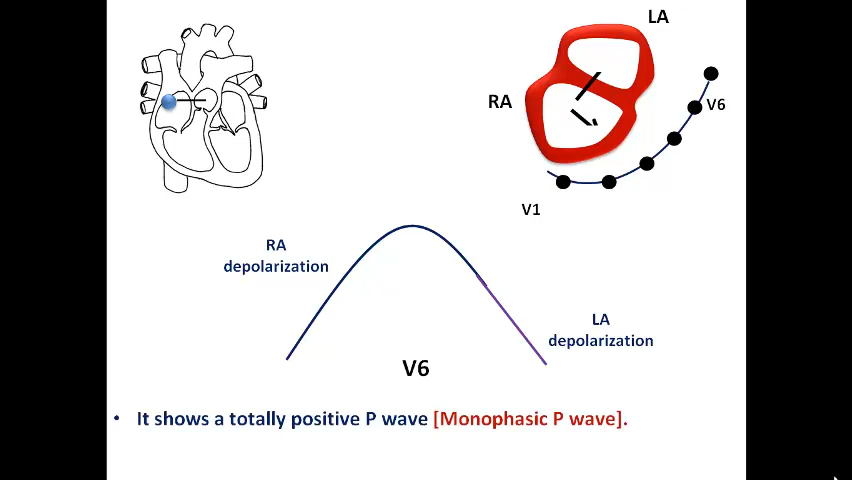 LA
RA
V6
V1
RA
depolarization
LA
depolarization
V6
• It shows a totally positive P wave [Monophasic P wave].